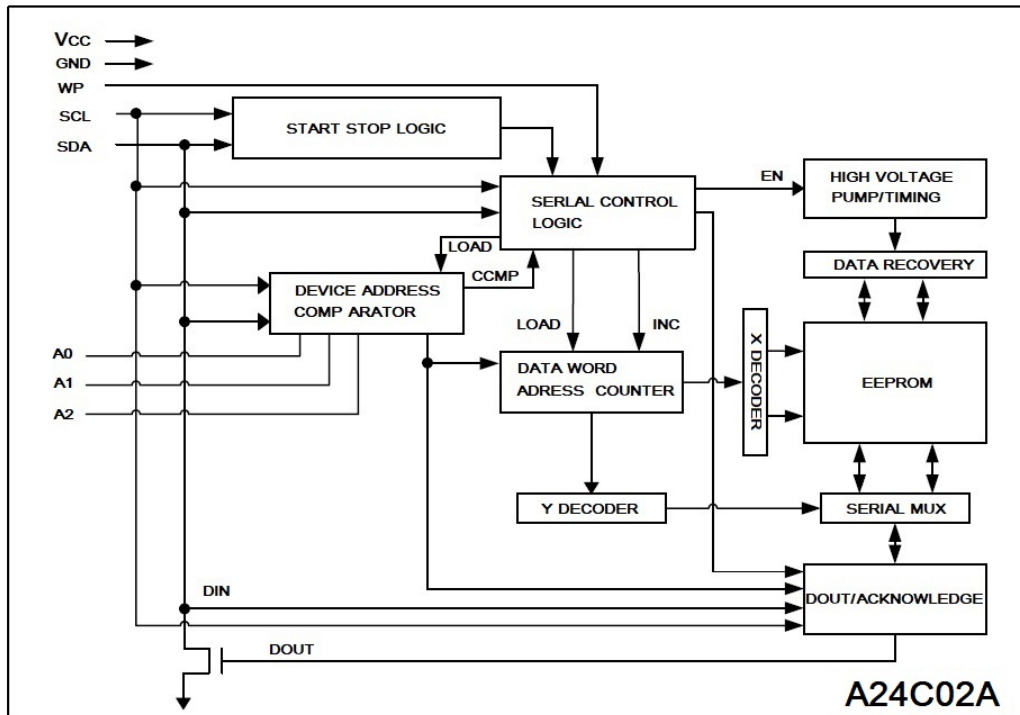 VCC
GND
WP
SCL
SDA
START STOP LOGIC
SERLAL CONTROL
LOGIC
EN
HIGH VOLTAGE
PUMP/TIMING
DATA RECOVERY
LOAD
CCMP
DEVICE ADDRESS
COMP ARATOR
LOAD
INC
A0
A1
A2
DATA WORD
ADRESS COUNTER
X DECODER
EEPROM
Y DECODER
SERIAL MUX
DIN
DOUT/ACKNOWLEDGE
DOUT
A24C02A